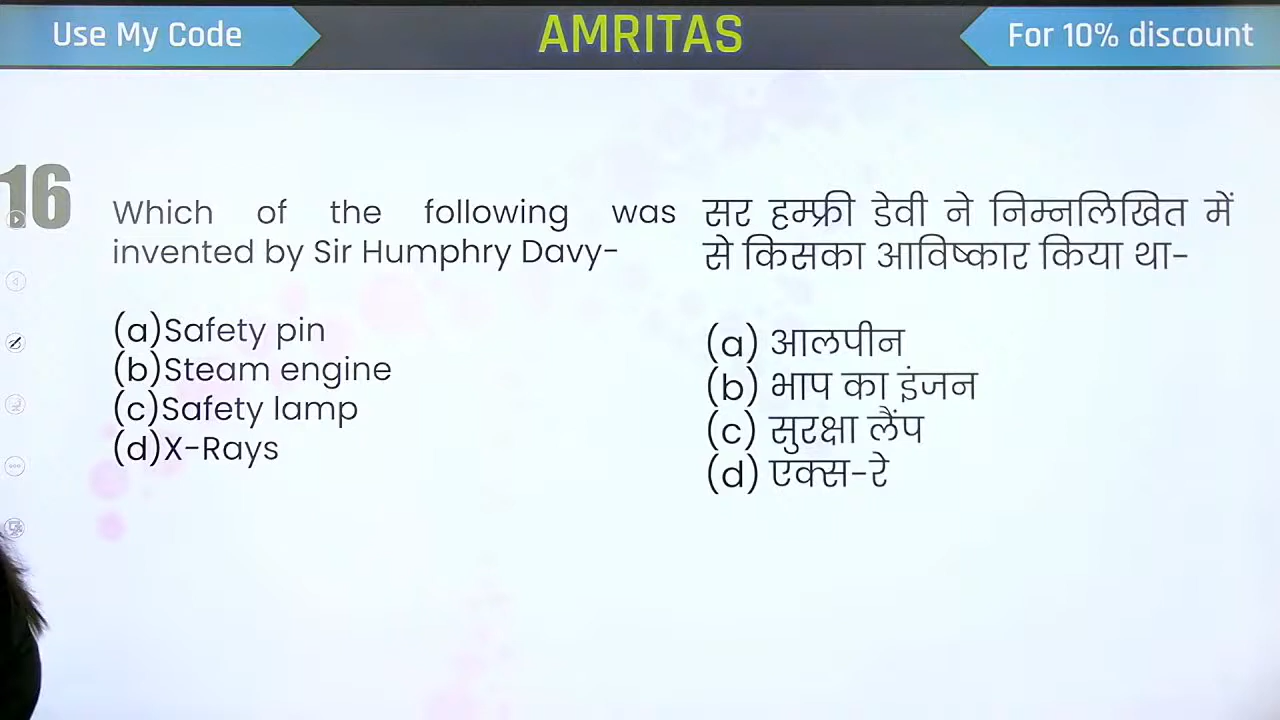 Use My Code
AMRITAS
For 10% discount
16
Which of the following was
invented by Sir Humphry Davy-
(a)Safety pin
(b)Steam engine
(c)Safety lamp
(d)X-Rays
सर हम्फ्री डेवी ने निम्नलिखित में
से किसका आविष्कार किया था-
(a) आलपीन
(b) भाप का इंजन
(c) सुरक्षा लैंप
(d) एक्स-रे